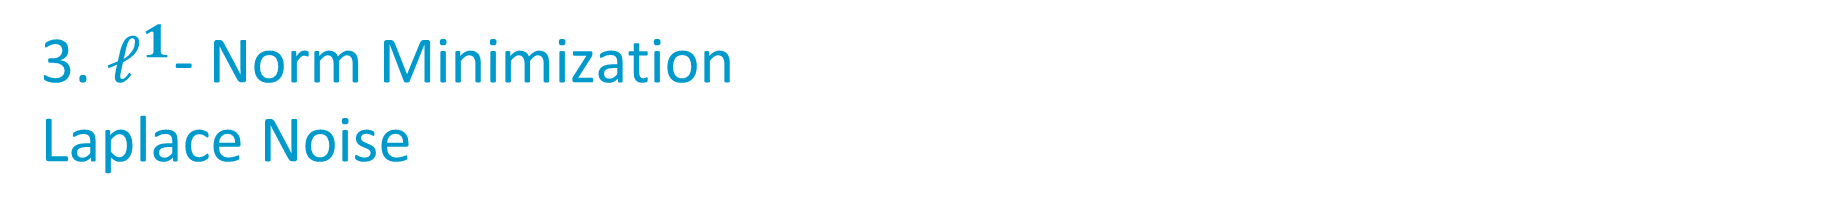 3. ℓ¹- Norm Minimization
Laplace Noise